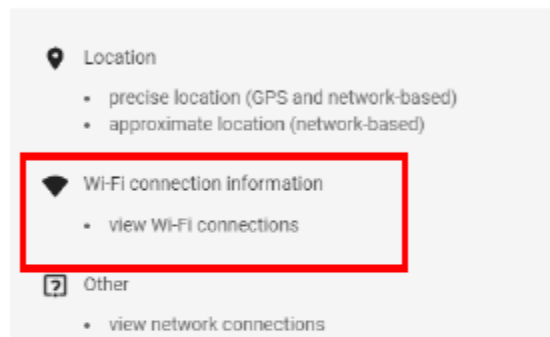 Location
• precise location (GPS and network-based)
• approximate location (network-based)
Wi-Fi connection information
• view Wi-Fi connections
Other
• view network connections